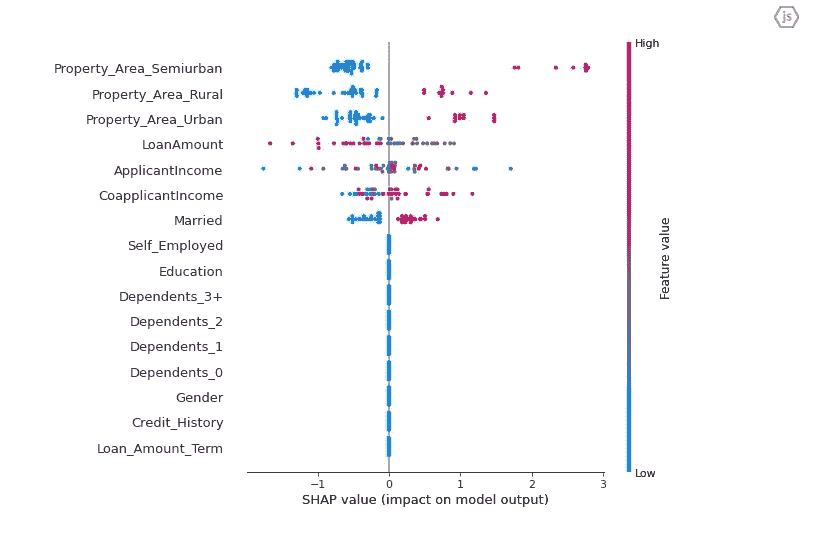 js
High
Property_Area_Semiurban
Property_Area_Rural
Property_Area_Urban
LoanAmount
ApplicantIncome
CoapplicantIncome
Married
Self_Employed
Education
Dependents_3+
Dependents_2
Dependents_1
Dependents_0
Gender
Credit_History
Loan_Amount_Term
Feature value
Low
−1 0 1 2 3
SHAP value (impact on model output)